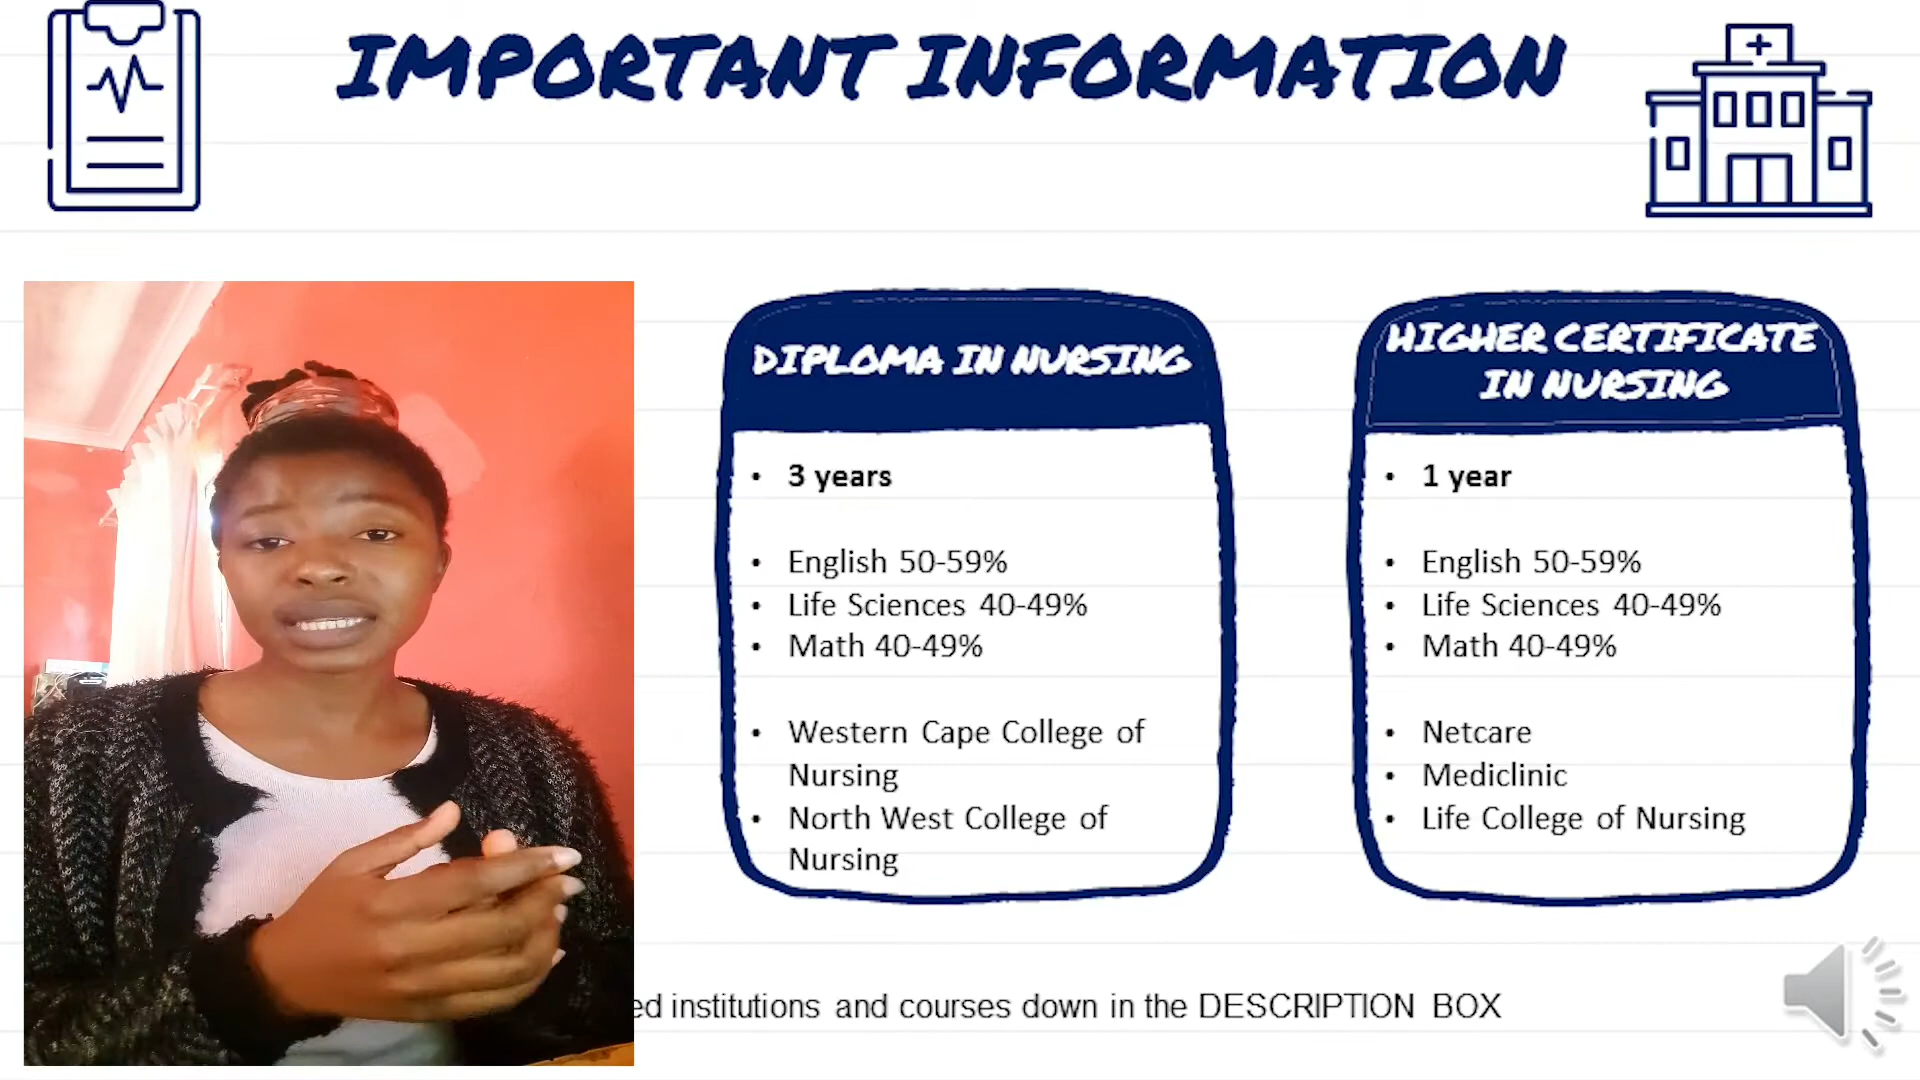 IMPORTANT INFORMATION
DIPLOMA IN NURSING
• 3 years
• English 50-59%
• Life Sciences 40-49%
• Math 40-49%
• Western Cape College of
Nursing
• North West College of
Nursing
HIGHER CERTIFICATE
IN NURSING
• 1 year
• English 50-59%
• Life Sciences 40-49%
• Math 40-49%
• Netcare
• Mediclinic
• Life College of Nursing
institutions and courses down in the DESCRIPTION BOX